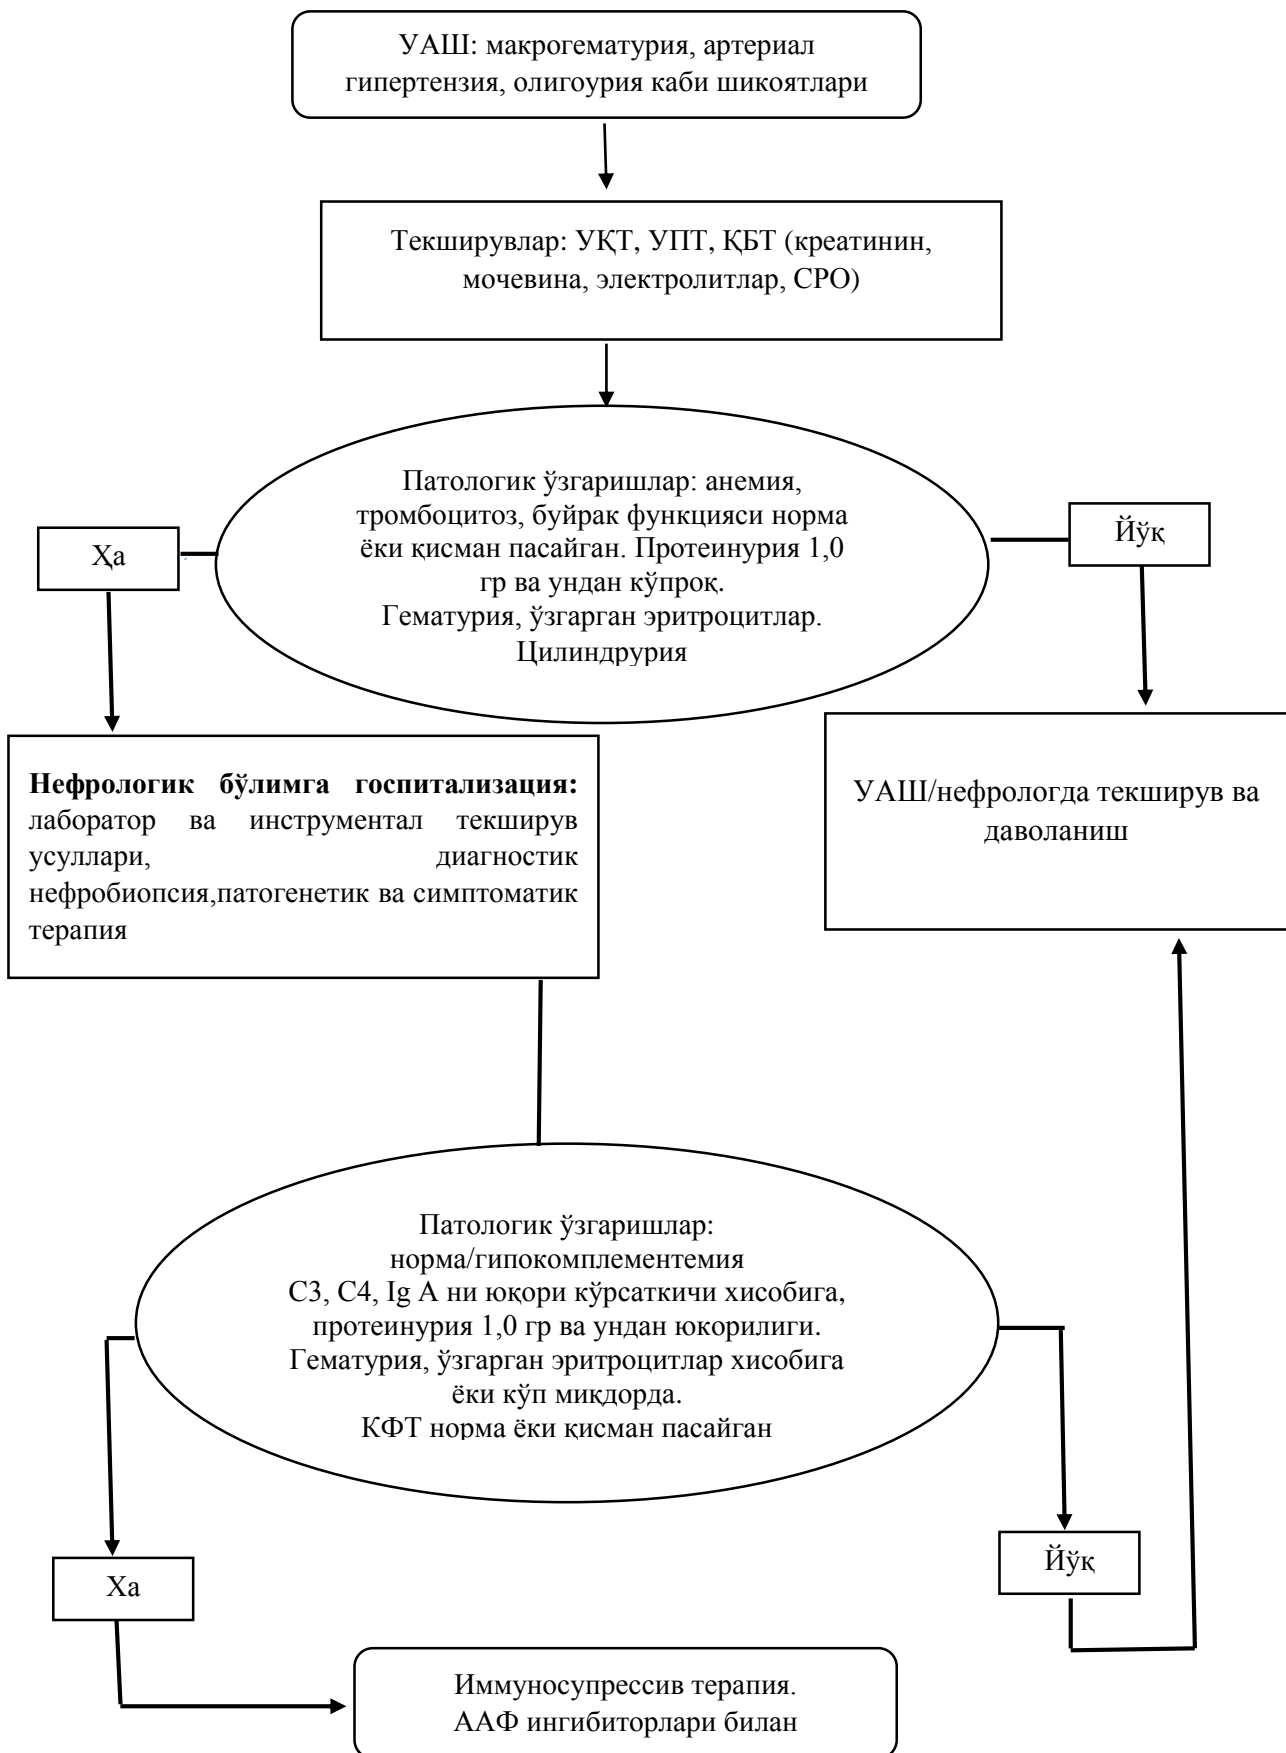 УАШ: макрогематурия, артериал
гипертензия, олигоурия каби шикоятлари
Текширувлар: УҚТ, УПТ, ҚБТ (креатинин,
мочевина, электролитлар, СРО)
Патологик ўзгаришлар: анемия,
тромбоцитоз, буйрак функцияси норма
ёки қисман пасайган. Протеинурия 1,0
гр ва ундан кўпроқ.
Гематурия, ўзгарган эритроцитлар.
Цилиндрурия
Ҳа
Йўқ
Нефрологик бўлимга госпитализация:
лаборатор ва инструментал текширув
усуллари, диагностик
нефробиопсия,патогенетик ва симптоматик
терапия
УАШ/нефрологда текширув ва
даволаниш
Патологик ўзгаришлар:
норма/гипокомплементемия
С3, С4, Ig A ни юқори кўрсаткичи хисобига,
протеинурия 1,0 гр ва ундан юкорилиги.
Гематурия, ўзгарган эритроцитлар хисобига
ёки кўп миқдорда.
КФТ норма ёки қисман пасайган
Ха
Йўқ
Иммуносупрессив терапия.
ААФ ингибиторлари билан